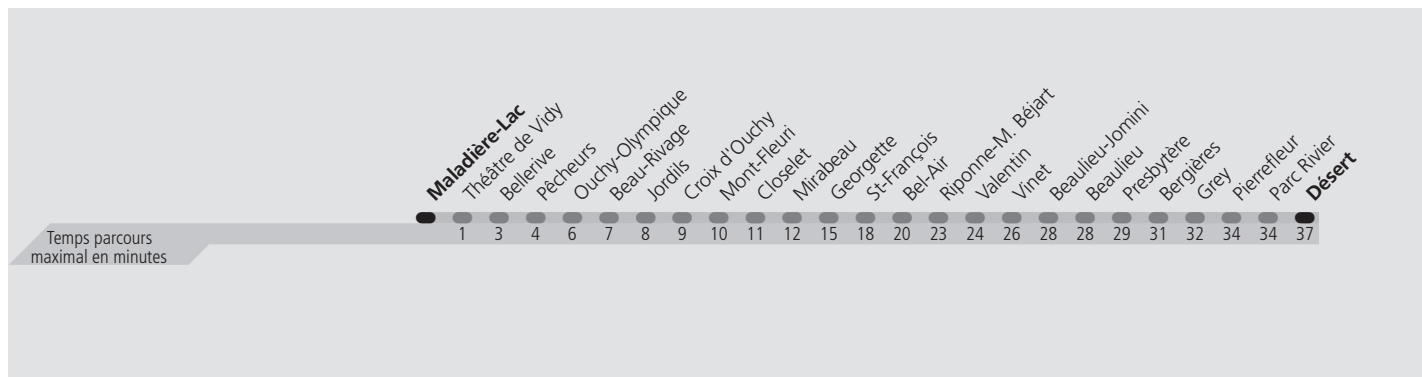 Maladière-Lac
Théâtre de Vidy
Bellerive
Pêcheurs
Ouchy-Olympique
Beau-Rivage
Jordils
Croix d'Ouchy
Mont-Fleuri
Closelet
Mirabeau
Georgette
St-François
Bel-Air
Riponne-M. Béjart
Valentin
Vinet
Beaulieu-Jomini
Beaulieu
Presbytère
Bergières
Grey
Pierrefleur
Parc Rivier
Désert
Temps parcours
maximal en minutes
1 3 4 6 7 8 9 10 11 12 15 18 20 23 24 26 28 28 29 31 32 34 34 37